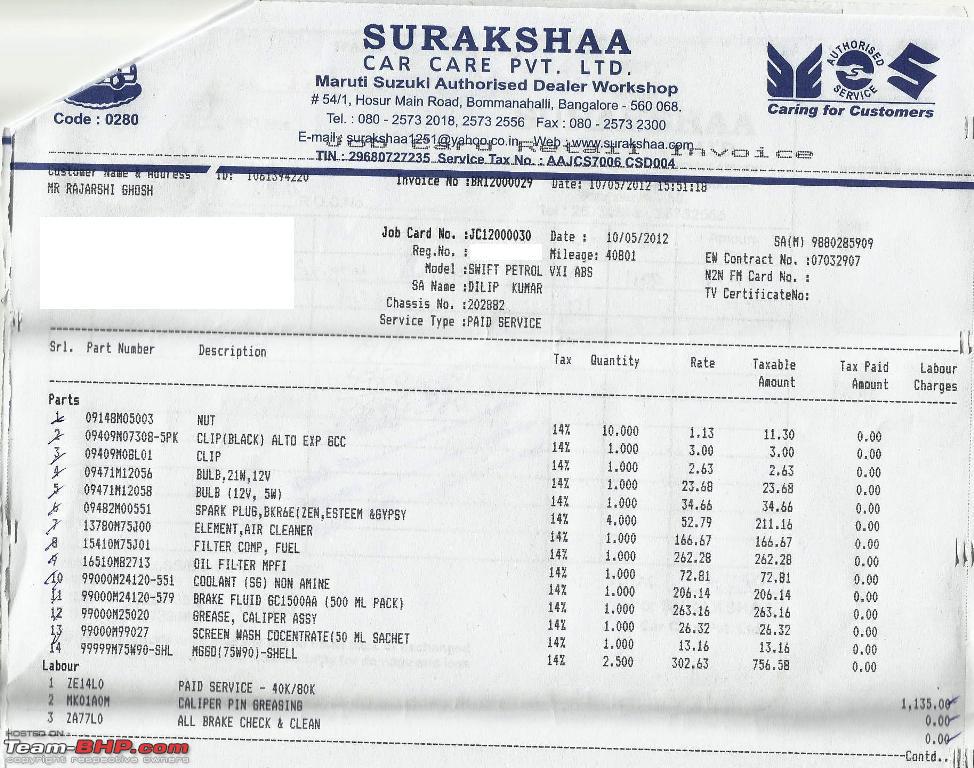 SURAKSHAA
CAR CARE PVT. LTD.
Maruti Suzuki Authorised Dealer Workshop
# 54/1, Hosur Main Road, Bommanahalli, Bangalore - 560 068.
Tel. : 080 - 2573 2018, 2573 2556 Fax : 080 - 2573 2300
E-mail : surakshaa1251@yahoo.co.in Web : www.surakshaa.com
Job Card Retail Invoice
TIN : 29680727235 Service Tax No. : AAJCS7006 CSD004
Code : 0280
AUTHORISED SERVICE
Caring for Customers
Customer Name & Address ID: 1061394220 Invoice No :BR12000029 Date: 10/05/2012 15:51:18
MR RAJARSHI GHOSH
Job Card No. :JC12000030 Date : 10/05/2012 SA(M) 9880285909
Reg.No. : Mileage: 40801 EW Contract No. :07032907
Model :SWIFT PETROL VXI ABS N2N FM Card No. :
SA Name :DILIP KUMAR TV CertificateNo:
Chassis No. :202882
Service Type :PAID SERVICE
Srl. Part Number Description Tax Quantity Rate Taxable Amount Tax Paid Amount Labour Charges
Parts
1 09148M05003 NUT 14% 10.000 1.13 11.30 0.00
2 09409M07308-5PK CLIP(BLACK) ALTO EXP 6CC 14% 1.000 3.00 3.00 0.00
3 09409M0BL01 CLIP 14% 1.000 2.63 2.63 0.00
4 09471M12056 BULB,21W,12V 14% 1.000 23.68 23.68 0.00
5 09471M12058 BULB (12V, 5W) 14% 1.000 34.66 34.66 0.00
6 09482M00551 SPARK PLUG,BKR6E(ZEN,ESTEEM &GYPSY 14% 4.000 52.79 211.16 0.00
7 13780M75J00 ELEMENT,AIR CLEANER 14% 1.000 166.67 166.67 0.00
8 15410M75J01 FILTER COMP, FUEL 14% 1.000 262.28 262.28 0.00
9 16510M82713 OIL FILTER MPFI 14% 1.000 72.81 72.81 0.00
10 99000M24120-551 COOLANT (SG) NON AMINE 14% 1.000 206.14 206.14 0.00
11 99000M24120-579 BRAKE FLUID GC1500AA (500 ML PACK) 14% 1.000 263.16 263.16 0.00
12 99000M25020 GREASE, CALIPER ASSY 14% 1.000 26.32 26.32 0.00
13 99000M99027 SCREEN WASH COCENTRATE(50 ML SACHET 14% 1.000 13.16 13.16 0.00
14 99999M75W90-SHL MGGO(75W90)-SHELL 14% 2.500 302.63 756.58 0.00
Labour
1 ZE14L0 PAID SERVICE - 40K/80K 1,135.00
2 MK01A0M CALIPER PIN GREASING 0.00
3 ZA77L0 ALL BRAKE CHECK & CLEAN 0.00
Contd..
HOSTED ON :
Team-BHP.com
copyright respective owners